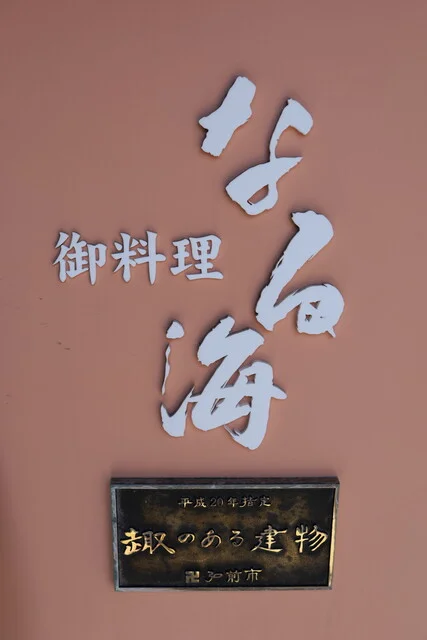 御料理
なる海
平成20年指定
趣のある建物
卍弘前市